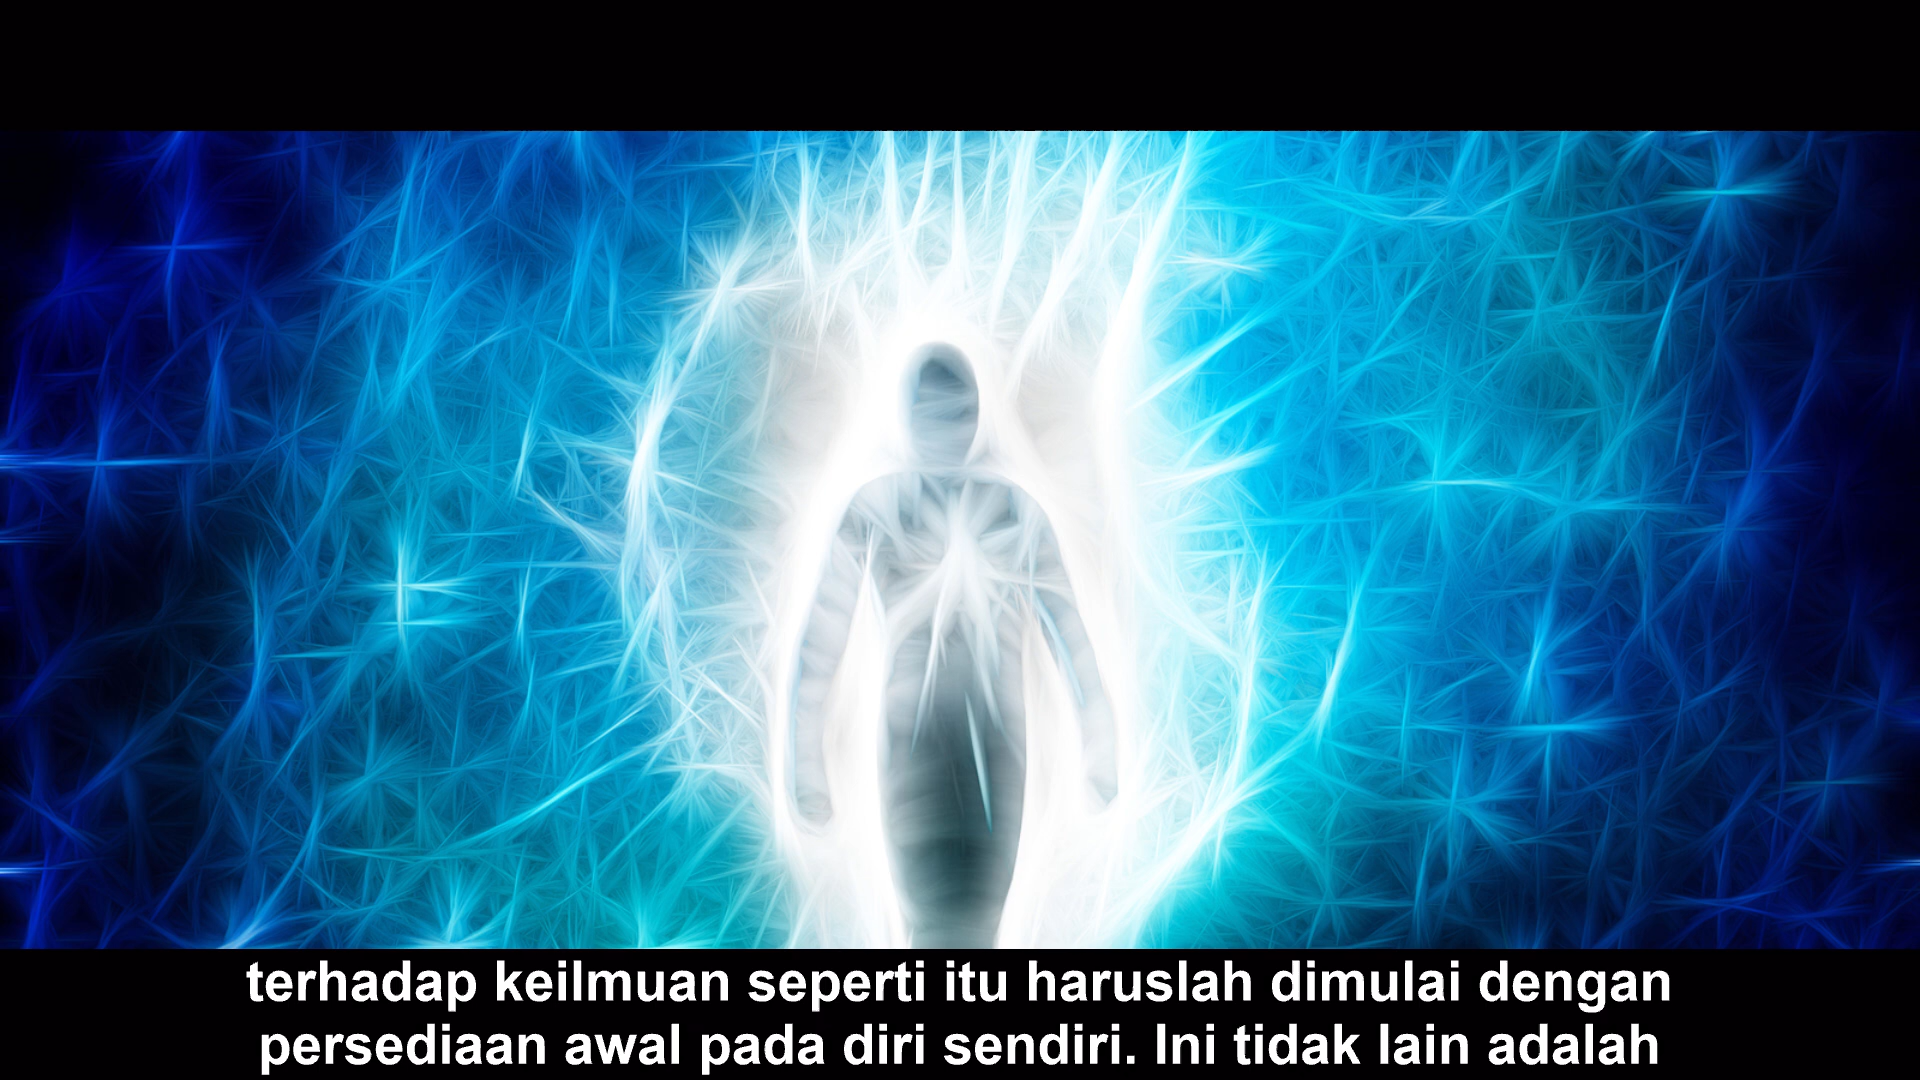 terhadap keilmuan seperti itu haruslah dimulai dengan
persediaan awal pada diri sendiri. Ini tidak lain adalah